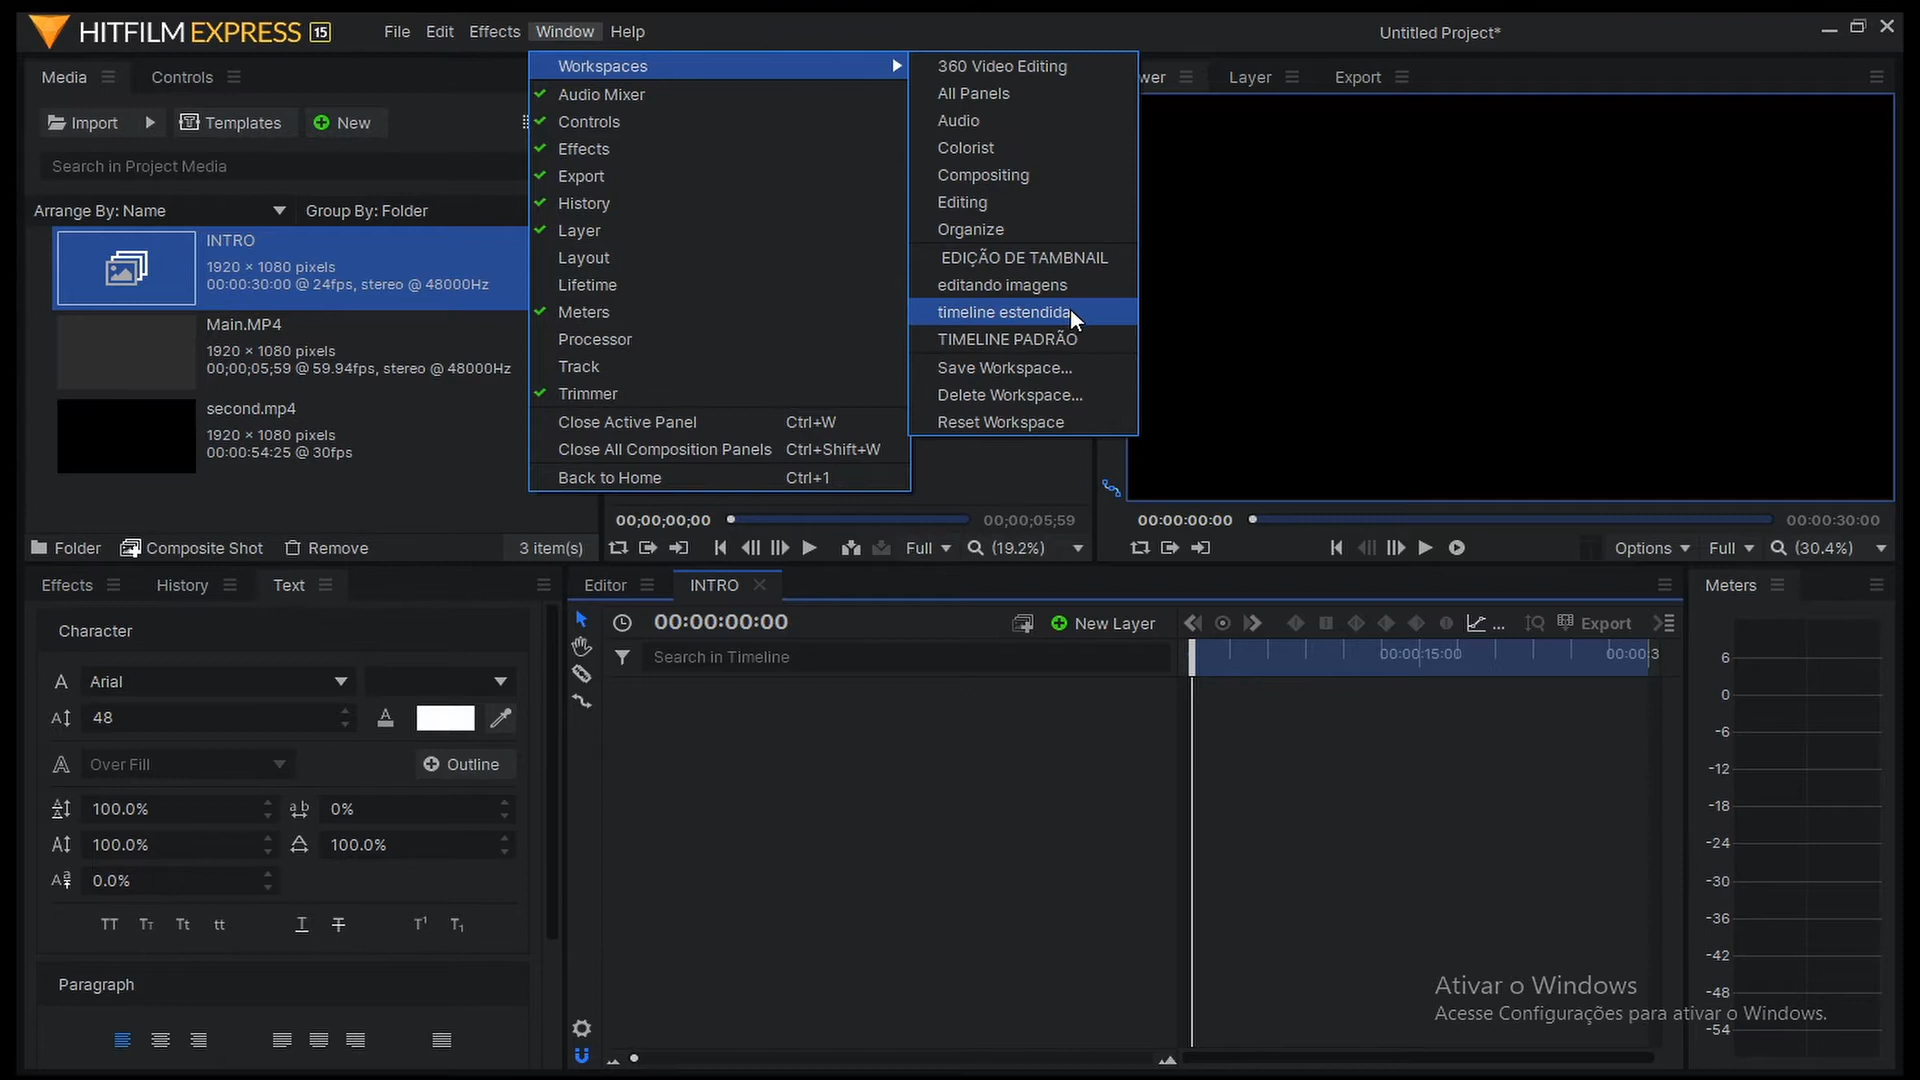 HITFILM EXPRESS 15
File Edit Effects Window Help
Untitled Project*
Media Controls
Import Templates New
Search in Project Media
Arrange By: Name Group By: Folder
INTRO
1920 × 1080 pixels
00:00:30:00 @ 24fps, stereo @ 48000Hz
Main.MP4
1920 × 1080 pixels
00;00;05;59 @ 59.94fps, stereo @ 48000Hz
second.mp4
1920 × 1080 pixels
00:00:54:25 @ 30fps
Folder Composite Shot Remove 3 item(s)
Workspaces
Audio Mixer
Controls
Effects
Export
History
Layer
Layout
Lifetime
Meters
Processor
Track
Trimmer
Close Active Panel Ctrl+W
Close All Composition Panels Ctrl+Shift+W
Back to Home Ctrl+1
360 Video Editing
All Panels
Audio
Colorist
Compositing
Editing
Organize
EDIÇÃO DE TAMBNAIL
editando imagens
timeline estendida
TIMELINE PADRÃO
Save Workspace...
Delete Workspace...
Reset Workspace
wer Layer Export
00;00;00;00 00;00;05;59
Full (19.2%)
00:00:00:00 00:00:30:00
Options Full (30.4%)
Effects History Text
Character
Arial
48
Over Fill Outline
100.0% 0%
100.0% 100.0%
0.0%
TT Tt Tt tt T T T¹ T₁
Paragraph
Editor INTRO
00:00:00:00 New Layer ... Export
Search in Timeline
00:00:15:00 00:00:3
Meters
6
0
-6
-12
-18
-24
-30
-36
-42
-48
-54
Ativar o Windows
Acesse Configurações para ativar o Windows.